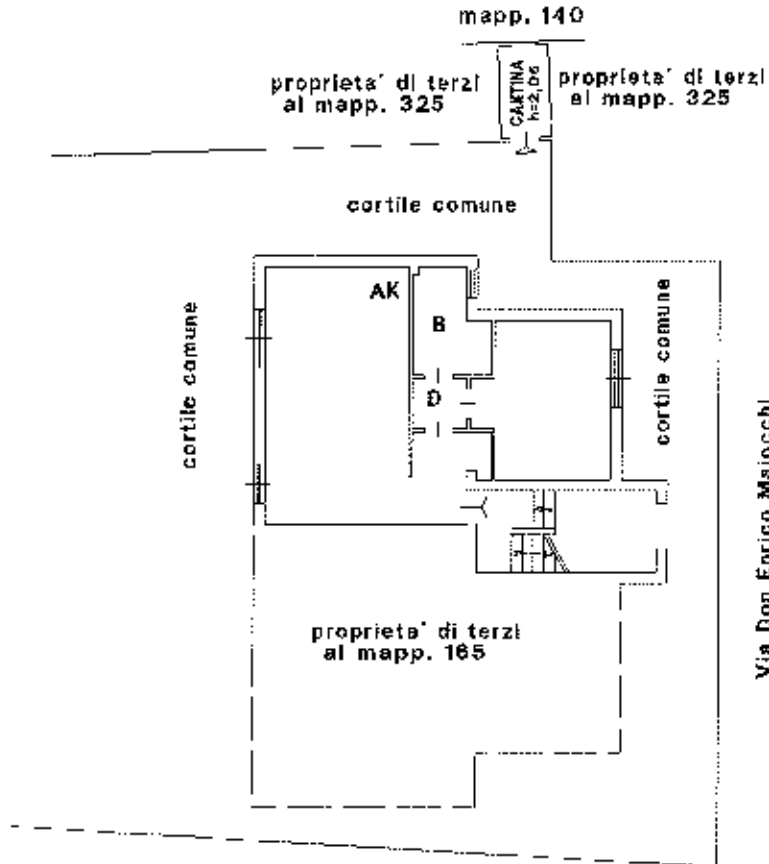 mapp. 140
proprieta' di terzi
al mapp. 325
CANTINA
h=2,06
proprieta' di terzi
al mapp. 325
cortile comune
AK
B
D
cortile comune
cortile comune
Via Don Enrico Maiocchi
proprieta' di terzi
al mapp. 165